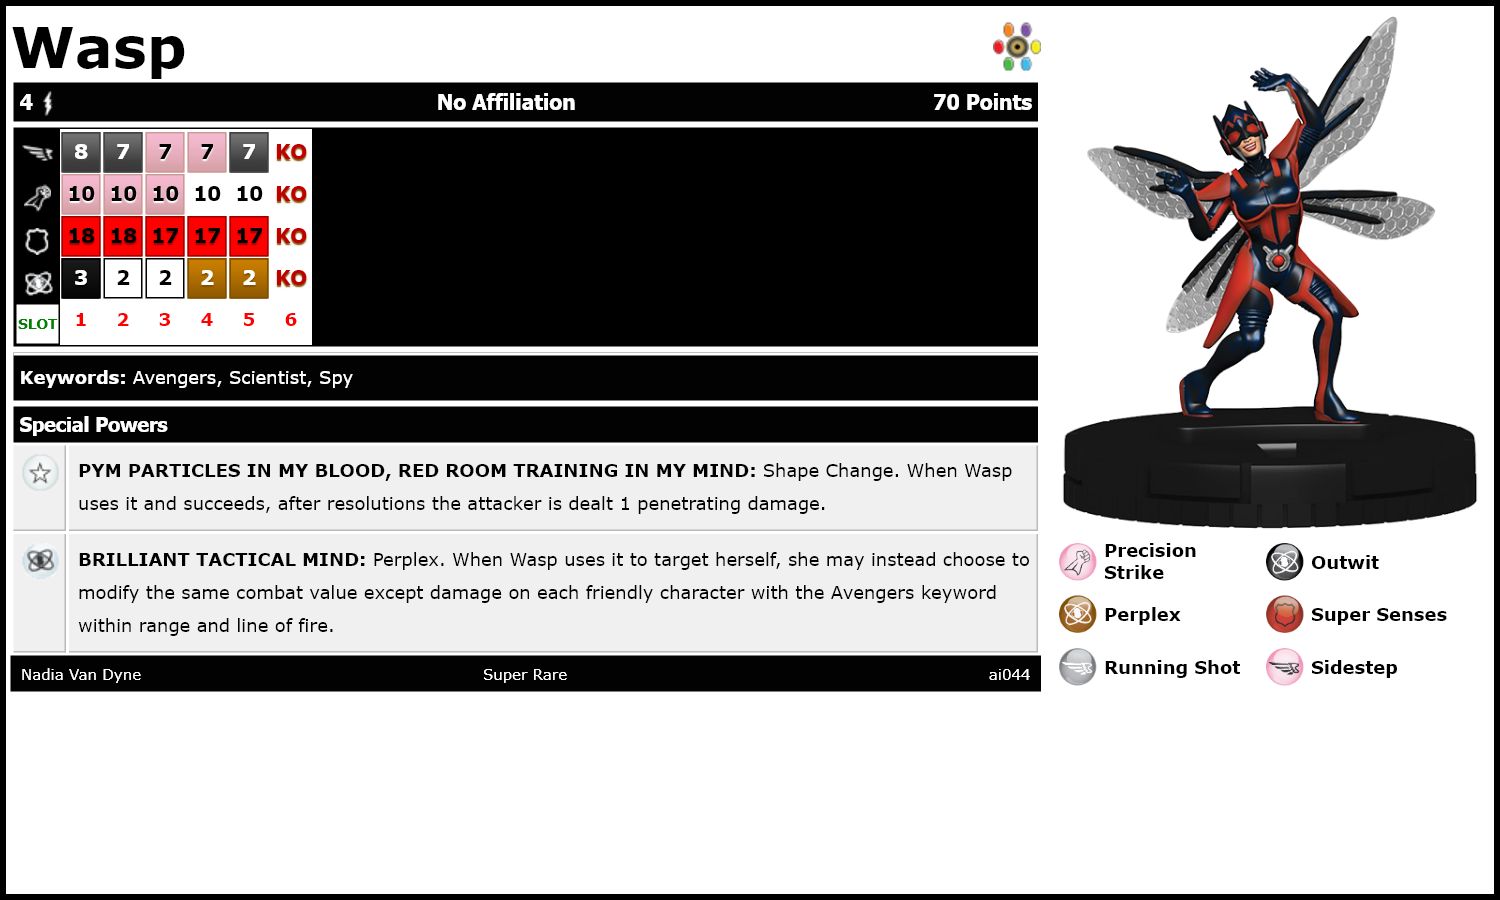 Wasp
4 No Affiliation 70 Points
8 7 7 7 7 KO
10 10 10 10 10 KO
18 18 17 17 17 KO
3 2 2 2 2 KO
SLOT 1 2 3 4 5 6
Keywords: Avengers, Scientist, Spy
Special Powers
PYM PARTICLES IN MY BLOOD, RED ROOM TRAINING IN MY MIND: Shape Change. When Wasp
uses it and succeeds, after resolutions the attacker is dealt 1 penetrating damage.
BRILLIANT TACTICAL MIND: Perplex. When Wasp uses it to target herself, she may instead choose to
modify the same combat value except damage on each friendly character with the Avengers keyword
within range and line of fire.
Nadia Van Dyne Super Rare ai044
Precision
Strike
Outwit
Perplex
Super Senses
Running Shot
Sidestep